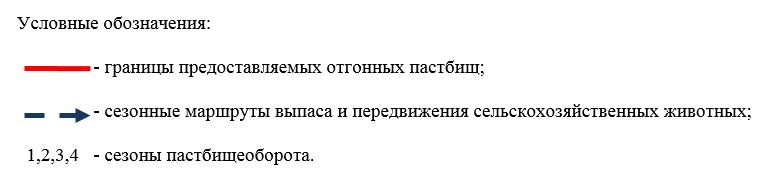 Условные обозначения:
- границы предоставляемых отгонных пастбищ;
- сезонные маршруты выпаса и передвижения сельскохозяйственных животных;
1,2,3,4 - сезоны пастбищеоборота.